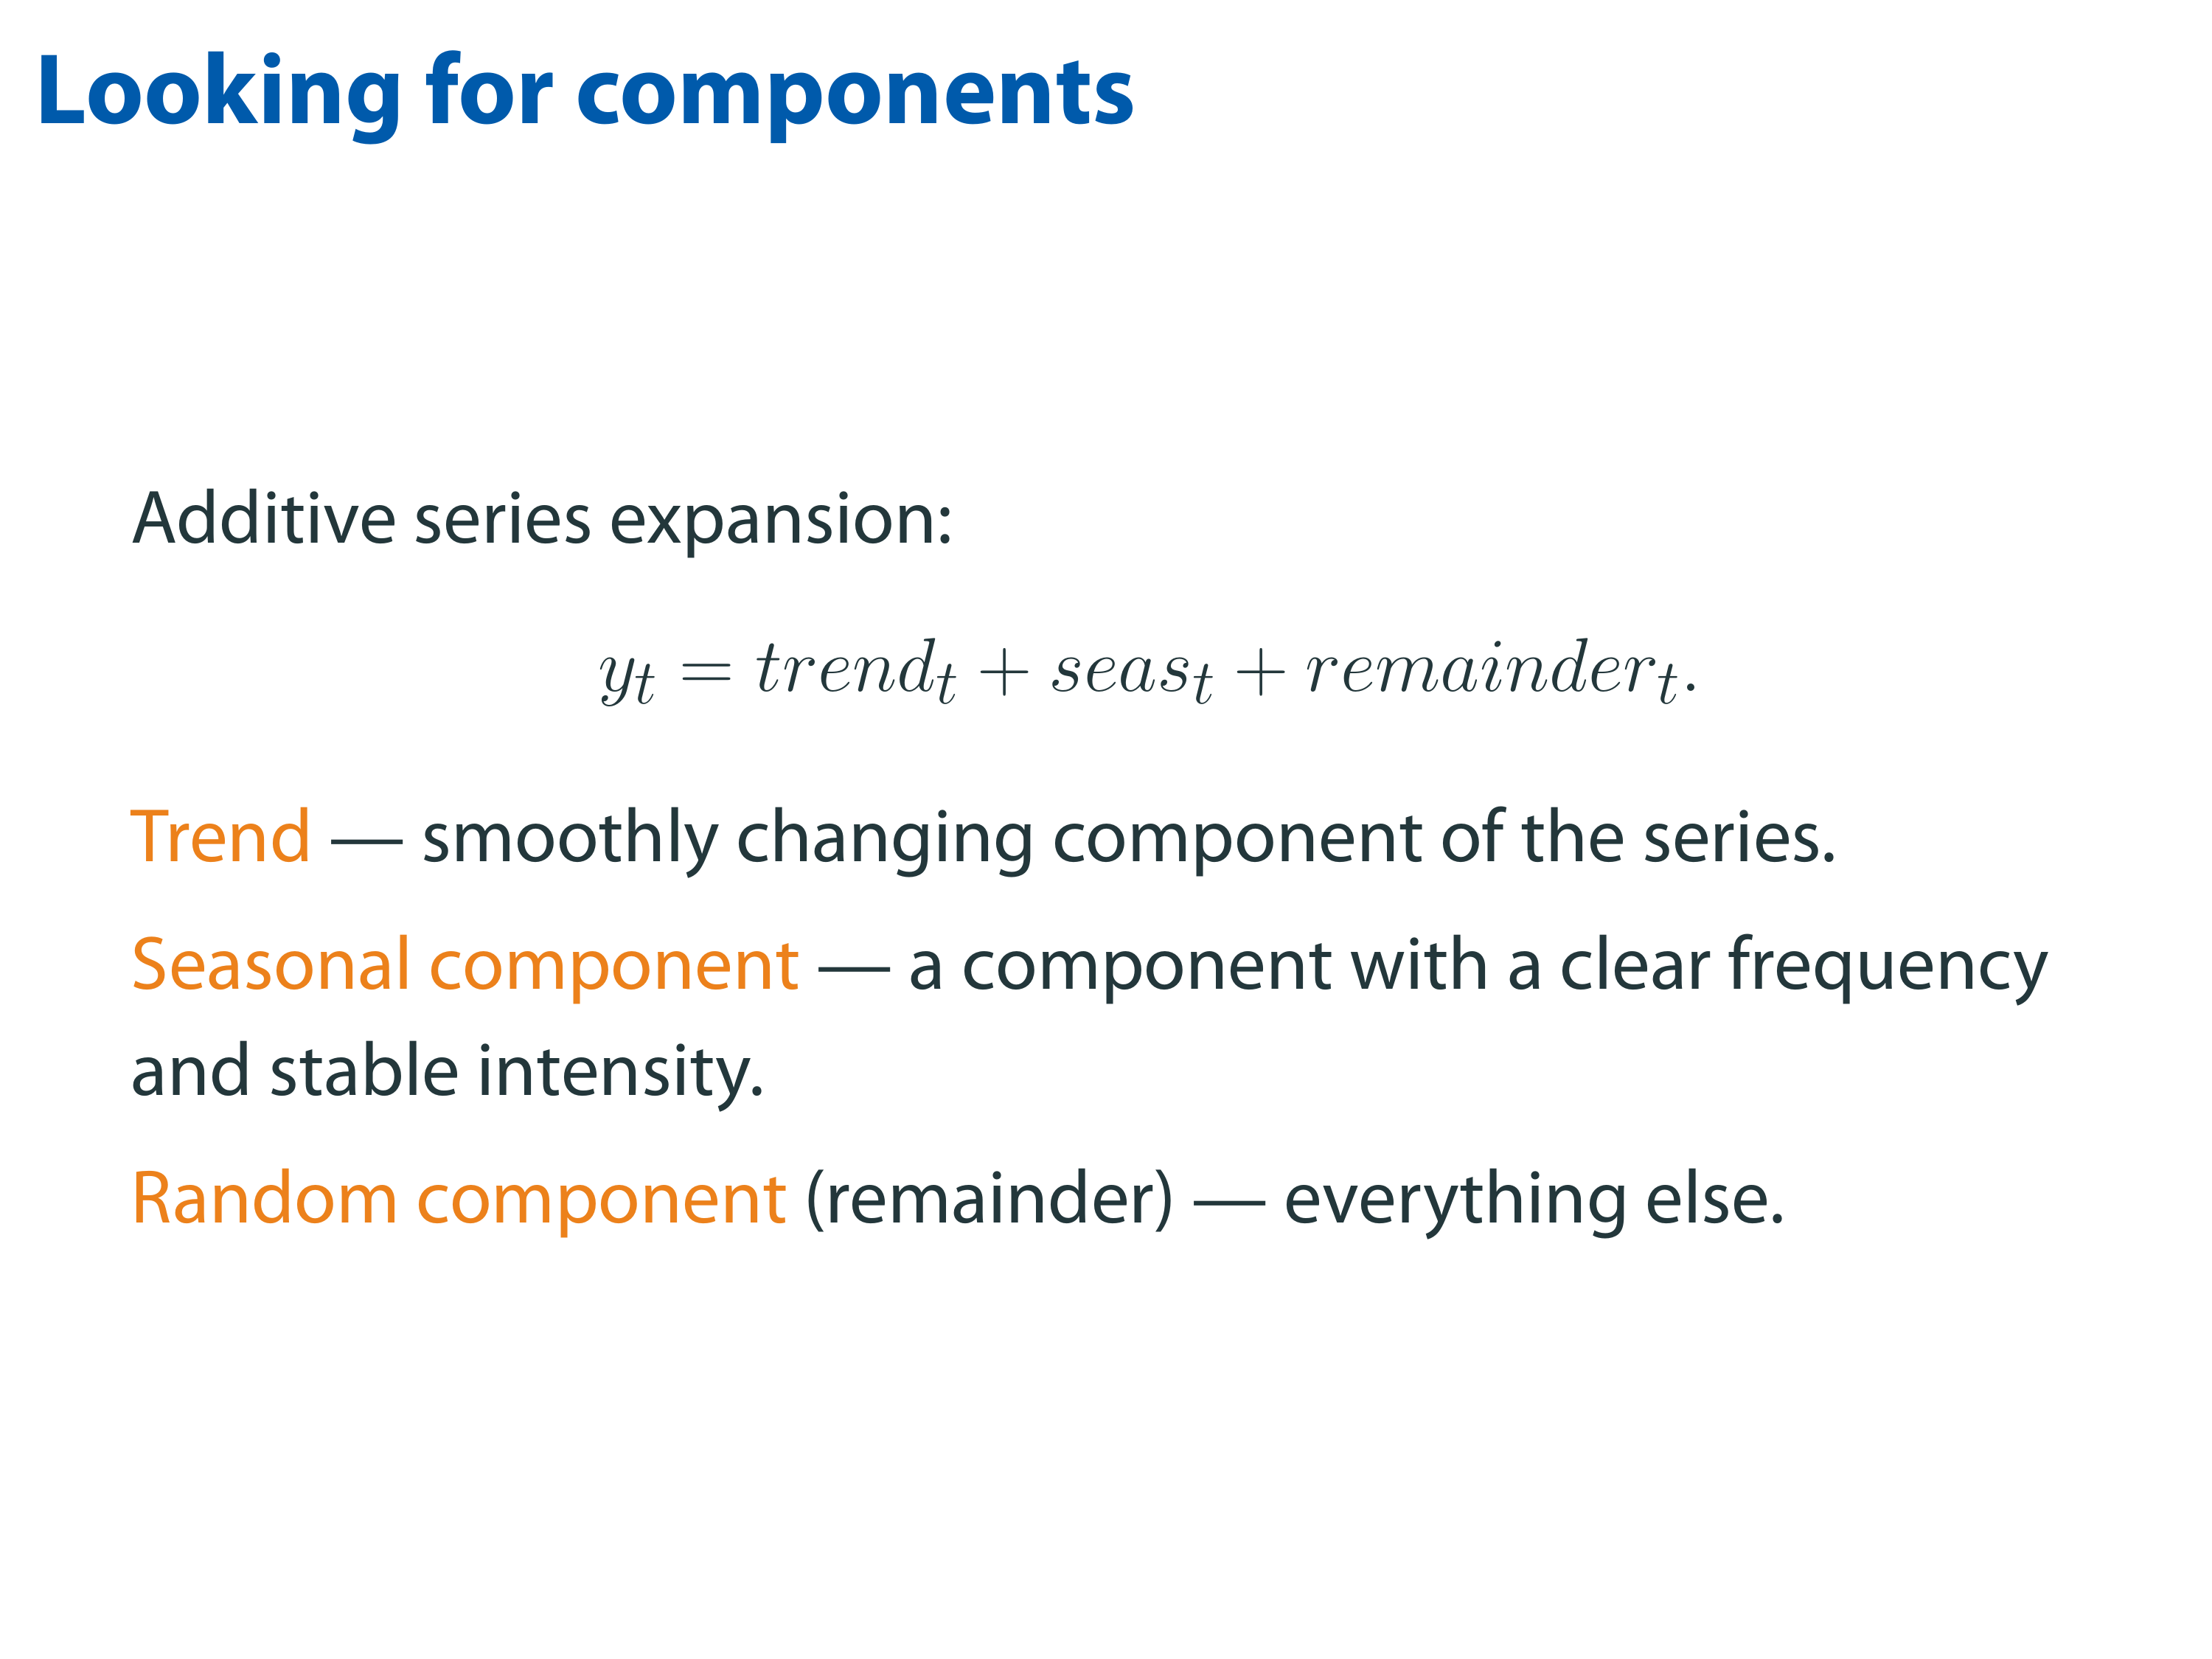 Looking for components
Additive series expansion:
$y_t = trend_t + seas_t + remainder_t.$
Trend — smoothly changing component of the series.
Seasonal component — a component with a clear frequency
and stable intensity.
Random component (remainder) — everything else.